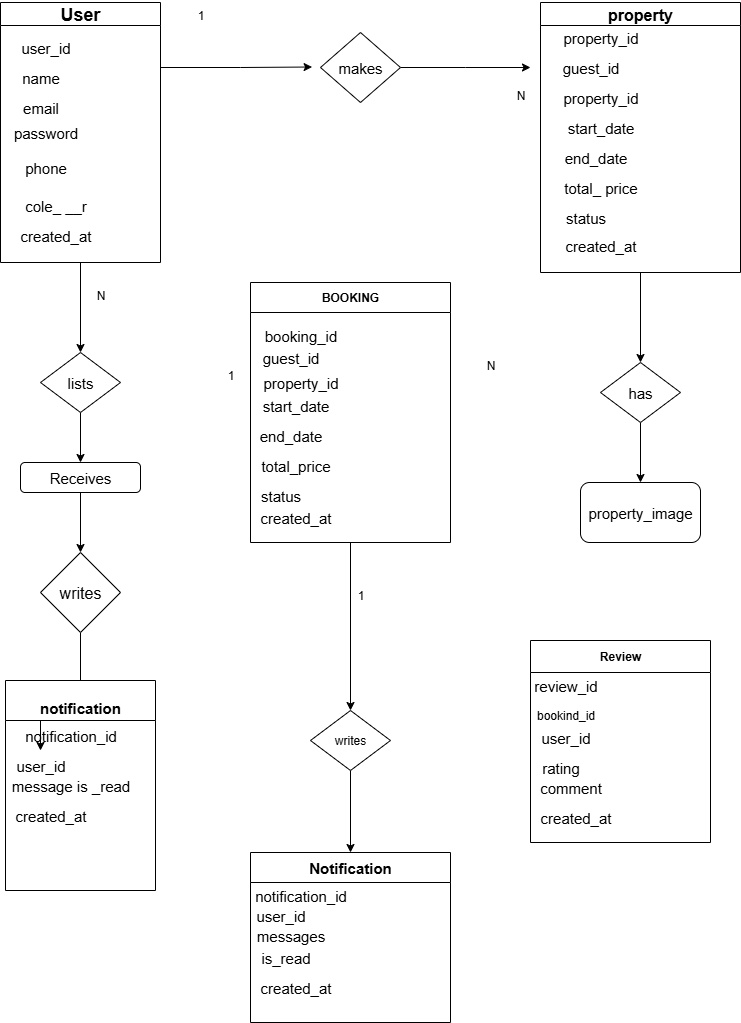 User
user_id
name
email
password
phone
cole_ __r
created_at
1
makes
N
property
property_id
guest_id
property_id
start_date
end_date
total_ price
status
created_at
N
lists
Receives
writes
notification
notification_id
user_id
message is _read
created_at
BOOKING
booking_id
guest_id
property_id
start_date
end_date
total_price
status
created_at
1
N
1
writes
Notification
notification_id
user_id
messages
is_read
created_at
has
property_image
Review
review_id
bookind_id
user_id
rating
comment
created_at